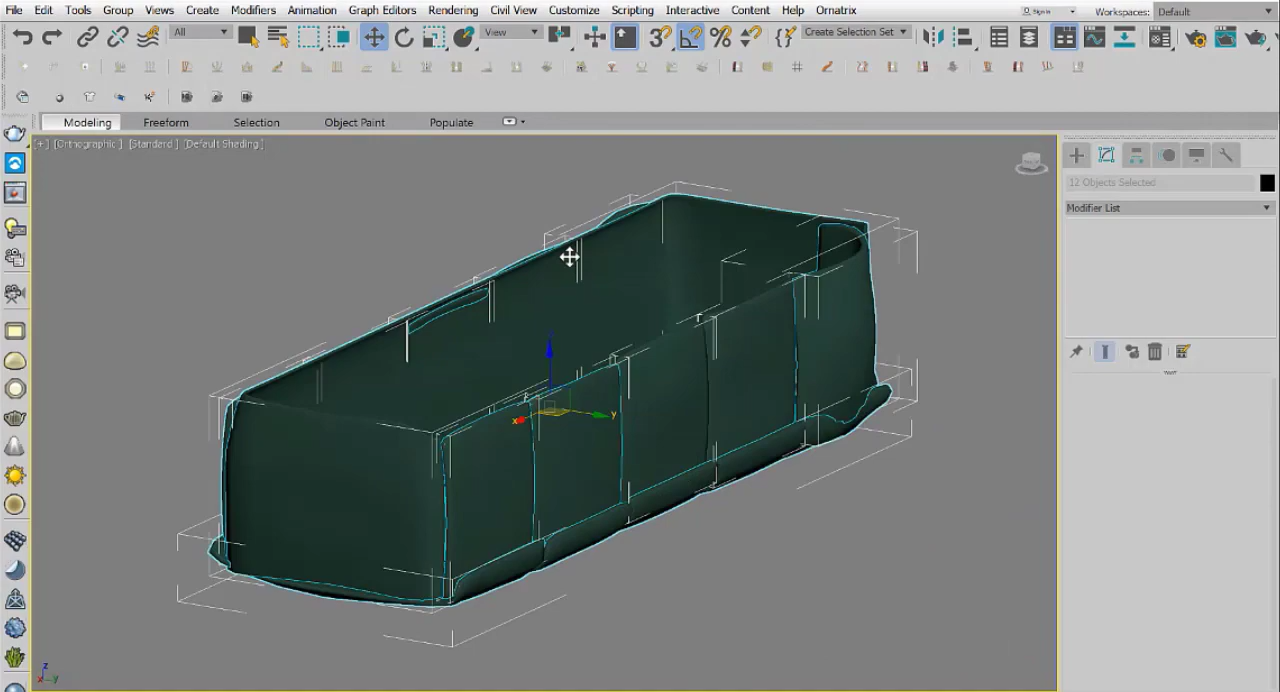 File Edit Tools Group Views Create Modifiers Animation Graph Editors Rendering Civil View Customize Scripting Interactive Content Help Ornatrix Sign In Workspaces: Default
All View Create Selection Set
Modeling Freeform Selection Object Paint Populate
[+] [Orthographic ] [Standard ] [Default Shading ]
12 Objects Selected
Modifier List
x y
z
x y